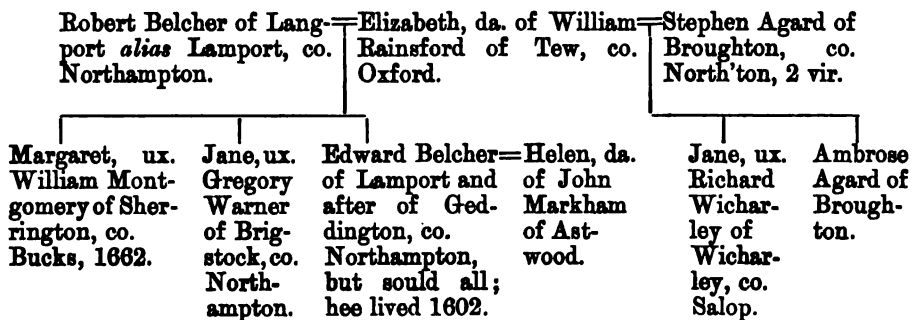 Robert Belcher of Lang-
port alias Lamport, co.
Northampton.
=
Elizabeth, da. of William
Rainsford of Tew, co.
Oxford.
=
Stephen Agard of
Broughton, co.
North'ton, 2 vir.
Margaret, ux.
William Mont-
gomery of Sher-
rington, co.
Bucks, 1662.
Jane, ux.
Gregory
Warner
of Brig-
stock, co.
North-
ampton.
Edward Belcher=
of Lamport and
after of Ged-
dington, co.
Northampton,
but sould all;
hee lived 1602.
Helen, da.
of John
Markham
of Ast-
wood.
Jane, ux.
Richard
Wichar-
ley of
Wichar-
ley, co.
Salop.
Ambrose
Agard of
Brough-
ton.